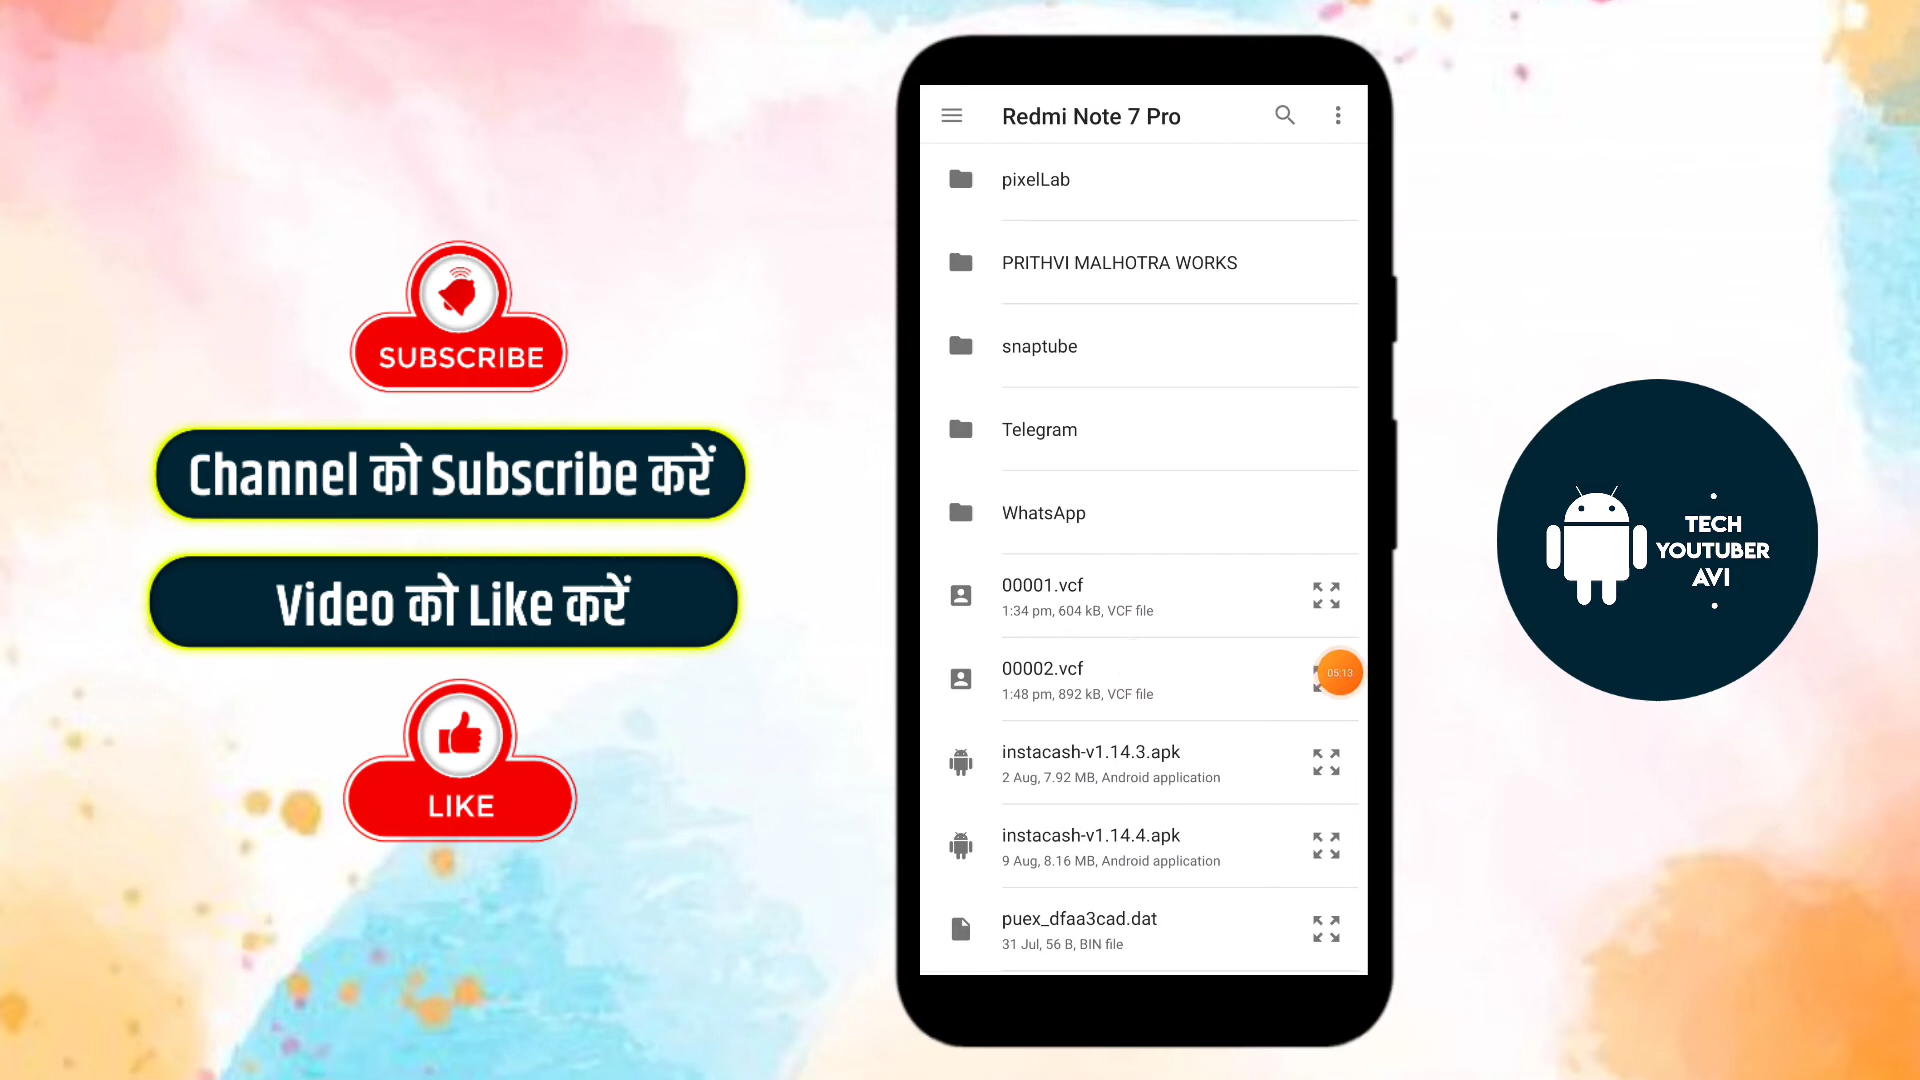 SUBSCRIBE
Channel को Subscribe करें
Video को Like करें
LIKE
Redmi Note 7 Pro
pixelLab
PRITHVI MALHOTRA WORKS
snaptube
Telegram
WhatsApp
00001.vcf
1:34 pm, 604 kB, VCF file
00002.vcf
1:48 pm, 892 kB, VCF file
05:13
instacash-v1.14.3.apk
2 Aug, 7.92 MB, Android application
instacash-v1.14.4.apk
9 Aug, 8.16 MB, Android application
puex_dfaa3cad.dat
31 Jul, 56 B, BIN file
TECH
YOUTUBER
AVI